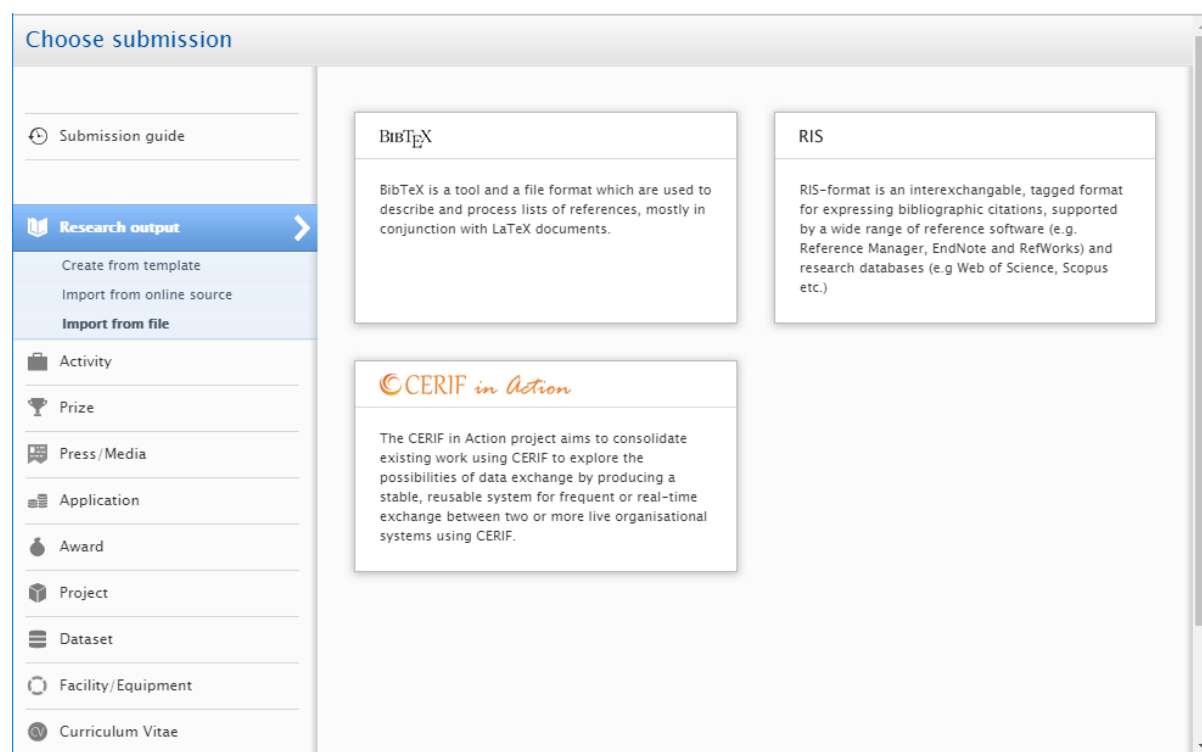 Choose submission
Submission guide
Research output
Create from template
Import from online source
Import from file
Activity
Prize
Press/Media
Application
Award
Project
Dataset
Facility/Equipment
CV
Curriculum Vitae
BIBTEX
BibTeX is a tool and a file format which are used to
describe and process lists of references, mostly in
conjunction with LaTeX documents.
RIS
RIS-format is an interexchangable, tagged format
for expressing bibliographic citations, supported
by a wide range of reference software (e.g.
Reference Manager, EndNote and RefWorks) and
research databases (e.g Web of Science, Scopus
etc.)
CERIF in Action
The CERIF in Action project aims to consolidate
existing work using CERIF to explore the
possibilities of data exchange by producing a
stable, reusable system for frequent or real-time
exchange between two or more live organisational
systems using CERIF.